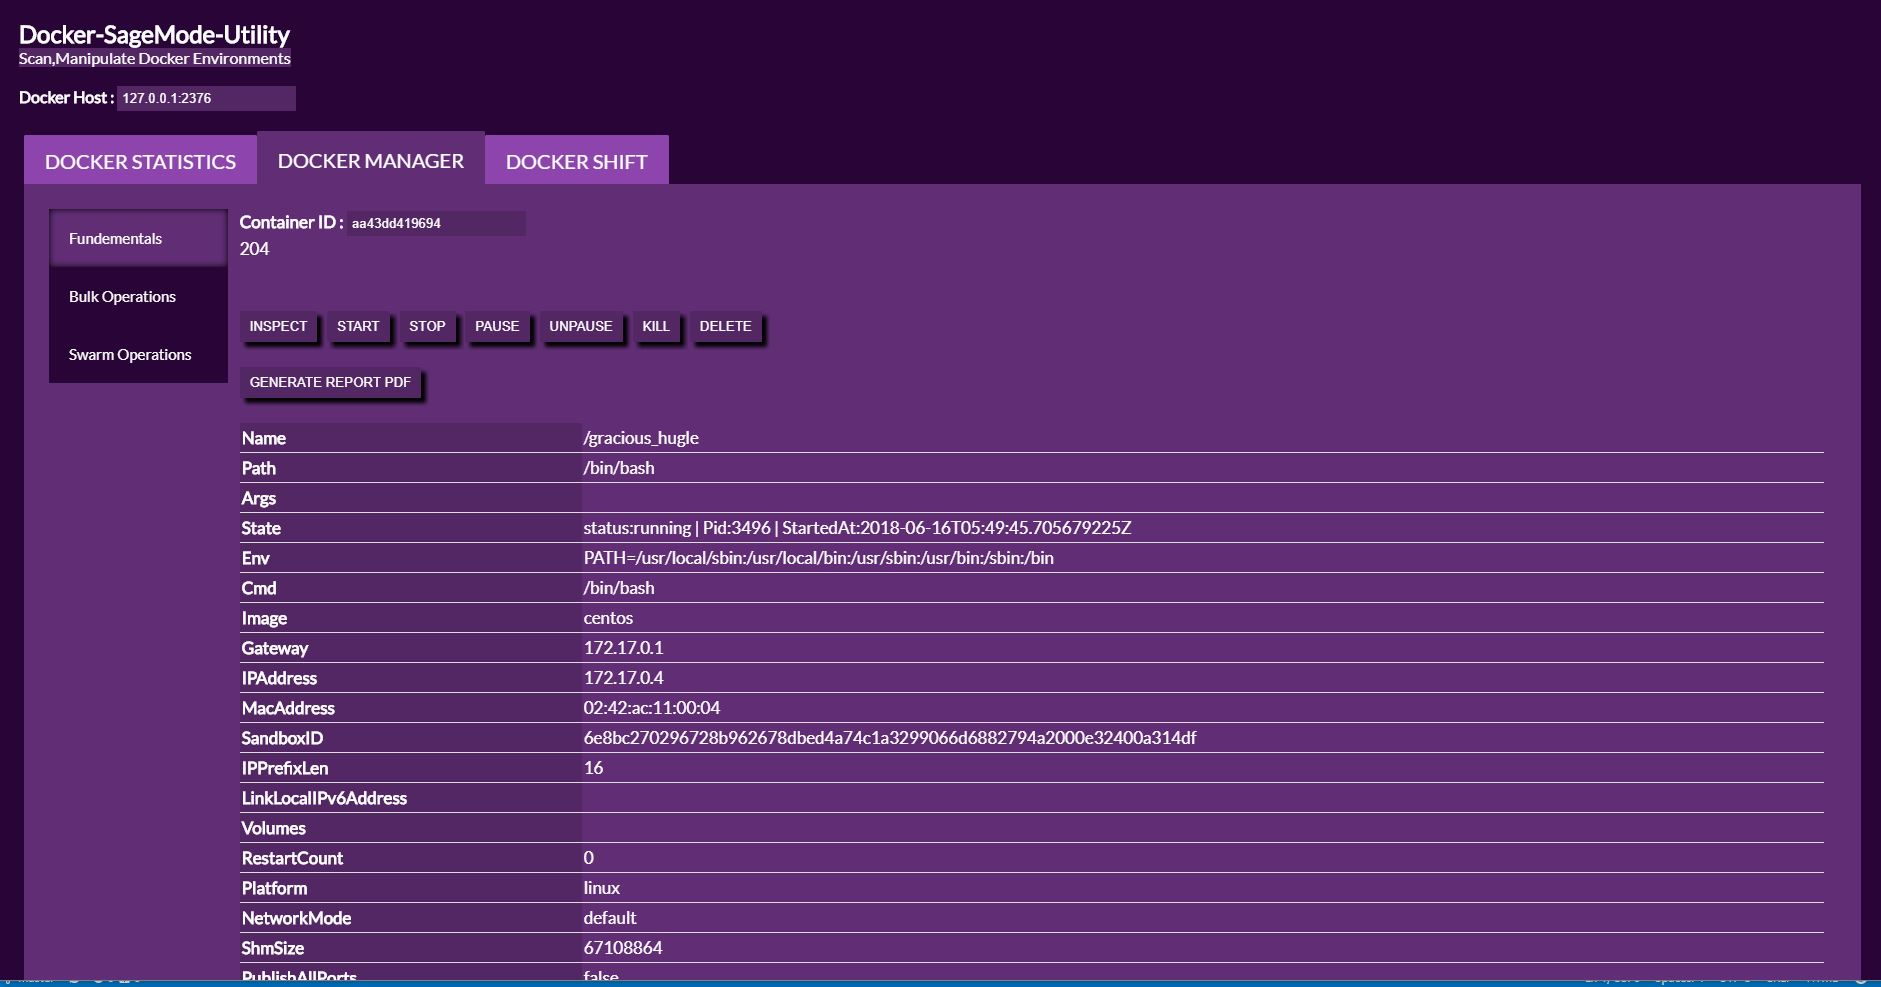 Docker-SageMode-Utility
Scan,Manipulate Docker Environments
Docker Host : 127.0.0.1:2376
DOCKER STATISTICS DOCKER MANAGER DOCKER SHIFT
Fundementals
Bulk Operations
Swarm Operations
Container ID : aa43dd419694
204
INSPECT START STOP PAUSE UNPAUSE KILL DELETE
GENERATE REPORT PDF
Name /gracious_hugle
Path /bin/bash
Args
State status:running | Pid:3496 | StartedAt:2018-06-16T05:49:45.705679225Z
Env PATH=/usr/local/sbin:/usr/local/bin:/usr/sbin:/usr/bin:/sbin:/bin
Cmd /bin/bash
Image centos
Gateway 172.17.0.1
IPAddress 172.17.0.4
MacAddress 02:42:ac:11:00:04
SandboxID 6e8bc270296728b962678dbed4a74c1a3299066d6882794a2000e32400a314df
IPPrefixLen 16
LinkLocalIPv6Address
Volumes
RestartCount 0
Platform linux
NetworkMode default
ShmSize 67108864
PublishAllPorts false